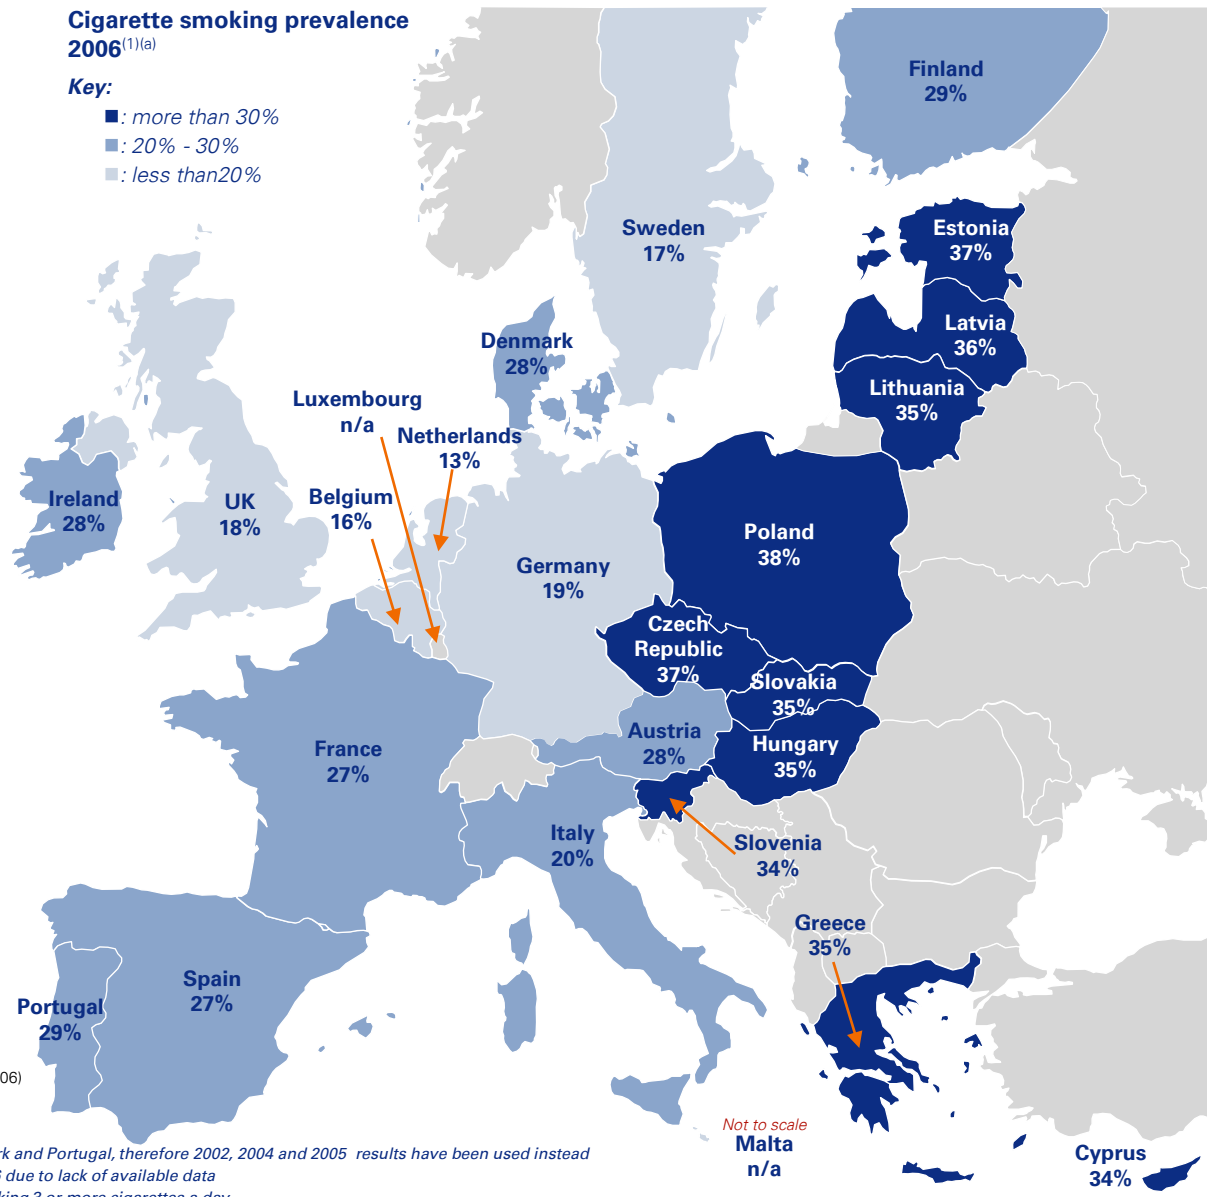 Cigarette smoking prevalence
2006(1)(a)
Key:
: more than 30%
: 20% - 30%
: less than20%
Finland
29%
Sweden
17%
Estonia
37%
Latvia
36%
Lithuania
35%
Denmark
28%
Luxembourg
n/a
Netherlands
13%
Belgium
16%
Ireland
28%
UK
18%
Germany
19%
Poland
38%
Czech
Republic
37%
Slovakia
35%
Austria
28%
Hungary
35%
France
27%
Italy
20%
Slovenia
34%
Greece
35%
Spain
27%
Portugal
29%
06)
Not to scale
Malta
n/a
Cyprus
34%
and Portugal, therefore 2002, 2004 and 2005 results have been used instead
due to lack of available data
or more cigarettes a day